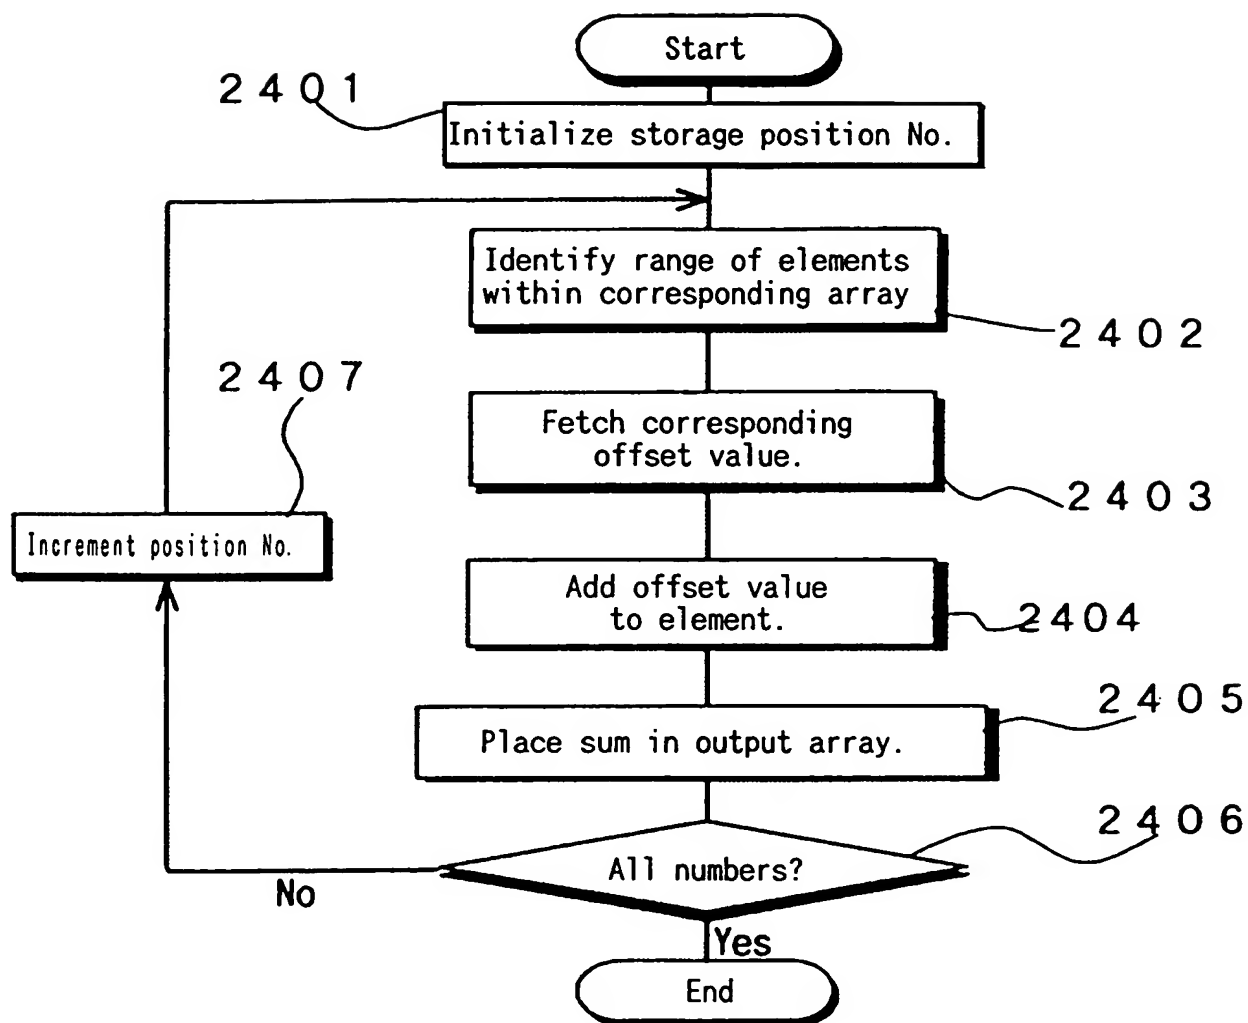 Start
2401
Initialize storage position No.
Identify range of elements
within corresponding array
2402
2407
Fetch corresponding
offset value.
2403
Increment position No.
Add offset value
to element.
2404
2405
Place sum in output array.
2406
All numbers?
No
Yes
End